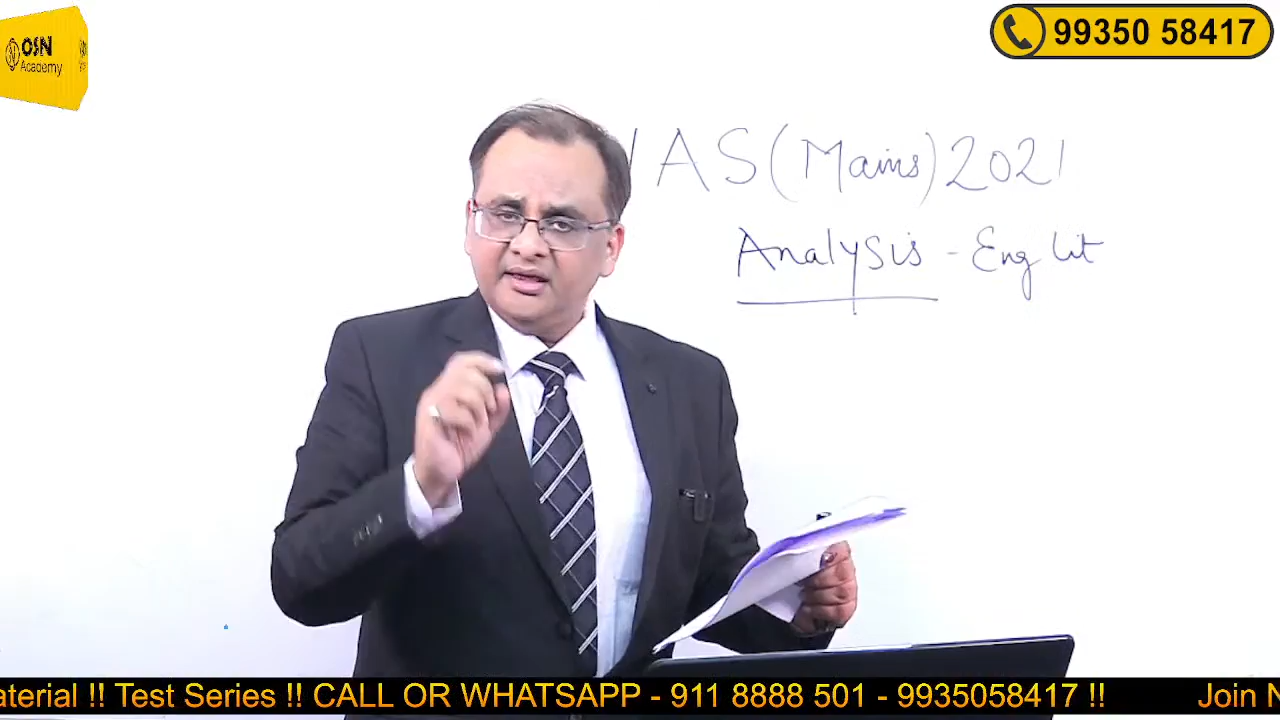 OSN
Academy
99350 58417
AS (Mains) 2021
Analysis - Eng Lit
aterial !! Test Series !! CALL OR WHATSAPP - 911 8888 501 - 9935058417 !! Join N